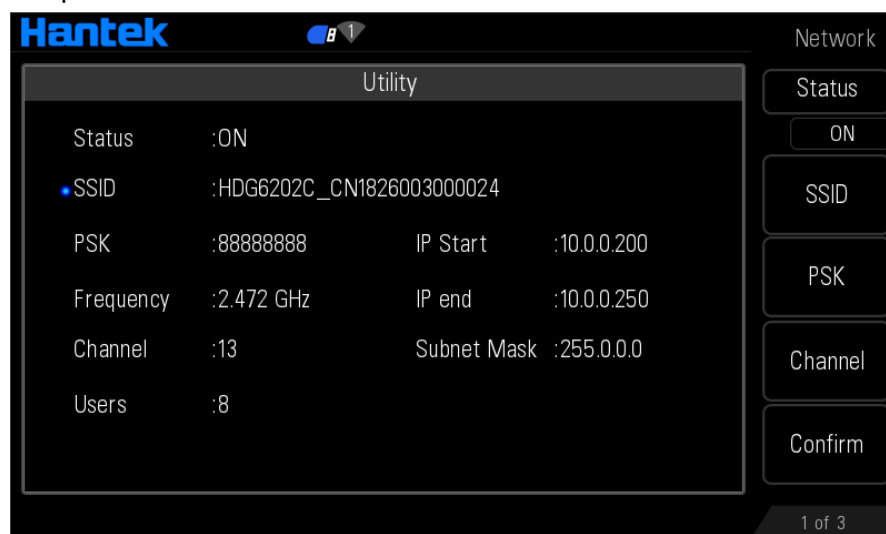 Hantek 1 Network
Utility
Status
Status :ON
ON
SSID :HDG6202C_CN1826003000024
SSID
PSK :88888888 IP Start :10.0.0.200
PSK
Frequency :2.472 GHz IP end :10.0.0.250
Channel :13 Subnet Mask :255.0.0.0
Channel
Users :8
Confirm
1 of 3